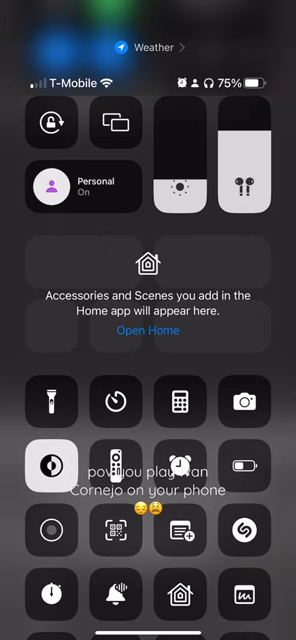 Weather
T-Mobile
75%
Personal
On
Accessories and Scenes you add in the
Home app will appear here.
Open Home
pov you play Ivan
Cornejo on your phone
😔😫